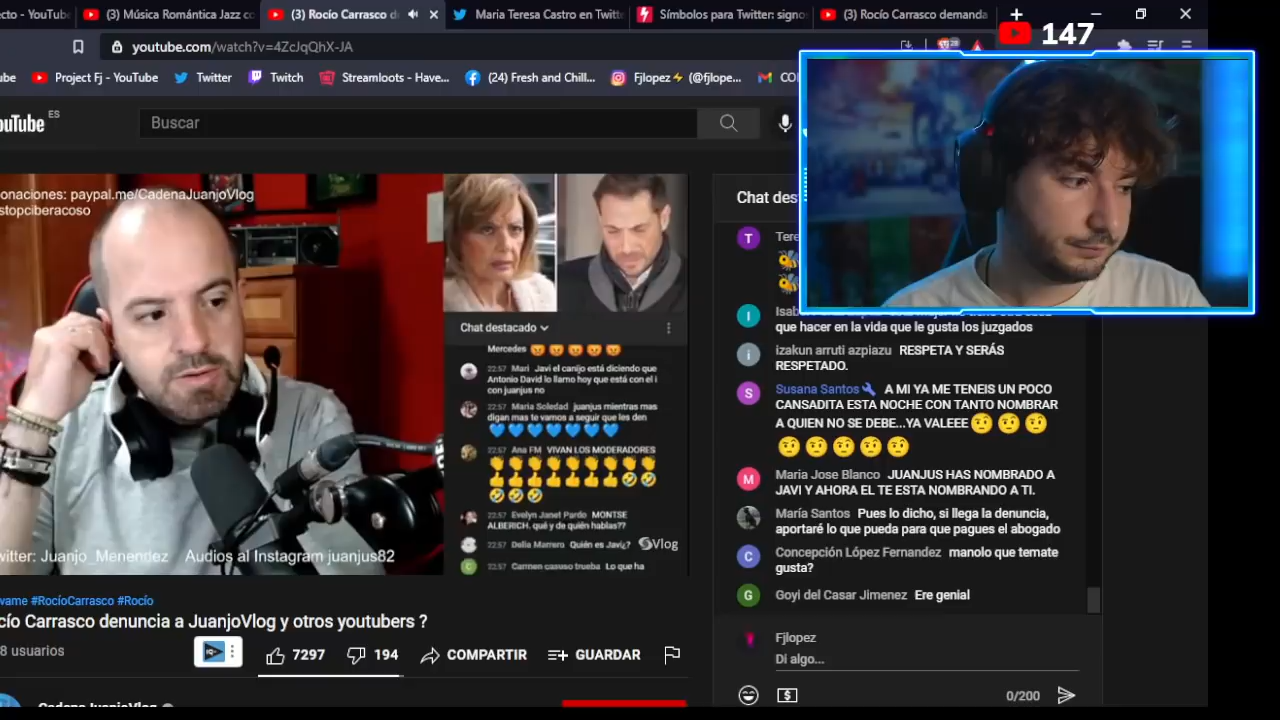 ecto - YouTube
(3) Música Romántica Jazz co
(3) Rocío Carrasco d
Maria Teresa Castro en Twitte
Símbolos para Twitter: signo
(3) Rocío Carrasco demanda
147
youtube.com/watch?v=4ZcJqQhX-JA
be
Project Fj - YouTube
Twitter
Twitch
Streamloots - Have...
(24) Fresh and Chill...
Fjlopez⚡ (@fjlope...
ouTube ES
Buscar
onaciones: paypal.me/CadenaJuanjoVlog
stopciberacoso
Chat destacado
Mercedes 😡😡😡😡😡
22:57 Mari Javi el canijo está diciendo que
Antonio David lo llamo hoy que está con el i
con juanjus no
22:57 Maria Soledad juanjus mientras mas
digan mas te vamos a seguir que les den
💙💙💙💙💙💙💙
22:57 Ana FM VIVAN LOS MODERADORES
22:57 Evelyn Janet Pardo MONTSE
ALBERICH. qué y de quién hablas??
22:57 Delia Marrero Quién es Javi¿?
22:57 Carmen casuso trueba Lo que ha
Vlog
witter: Juanjo_Menendez Audios al Instagram juanjus82
vame #RocíoCarrasco #Rocío
cío Carrasco denuncia a JuanjoVlog y otros youtubers ?
8 usuarios
7297
194
COMPARTIR
GUARDAR
Cadena JuanjoVlog
Chat des
Tere
que hacer en la vida que le gusta los juzgados
izakun arruti azpiazu RESPETA Y SERÁS
RESPETADO.
Susana Santos A MI YA ME TENEIS UN POCO
CANSADITA ESTA NOCHE CON TANTO NOMBRAR
A QUIEN NO SE DEBE...YA VALEEE🤨🤨🤨
🤨🤨🤨🤨🤨
Maria Jose Blanco JUANJUS HAS NOMBRADO A
JAVI Y AHORA EL TE ESTA NOMBRANDO A TI.
María Santos Pues lo dicho, si llega la denuncia,
aportaré lo que pueda para que pagues el abogado
Concepción López Fernandez manolo que temate
gusta?
Goyi del Casar Jimenez Ere genial
Fjlopez
Di algo...
0/200